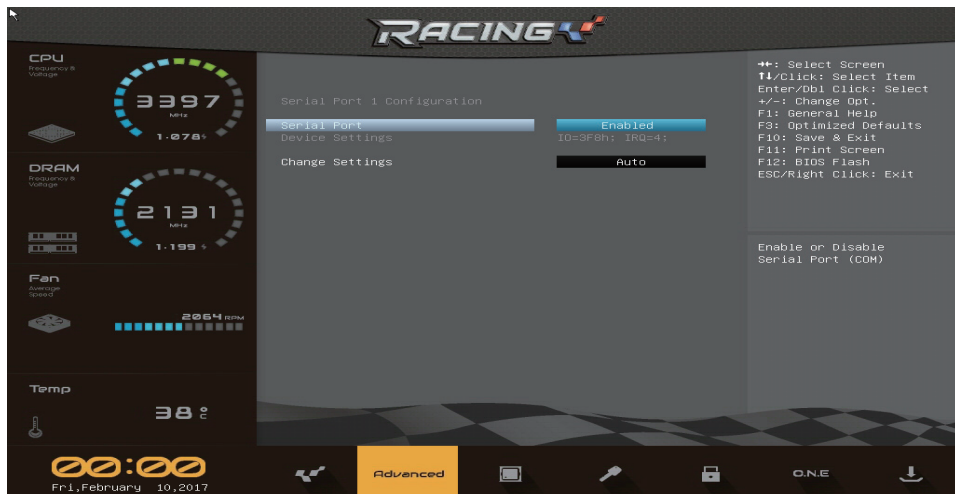 RACING
CPU
Frequency &
Voltage
3397
MHz
1.078
DRAM
Frequency &
Voltage
2131
MHz
1.199
Fan
Average
Speed
2064 RPM
Temp
38 °C
Serial Port 1 Configuration
Serial Port Enabled
Device Settings IO=3F8h; IRQ=4;
Change Settings Auto
→←: Select Screen
↑↓/Click: Select Item
Enter/Dbl Click: Select
+/-: Change Opt.
F1: General Help
F3: Optimized Defaults
F10: Save & Exit
F11: Print Screen
F12: BIOS Flash
ESC/Right Click: Exit
Enable or Disable
Serial Port (COM)
00:00
Fri,February 10,2017
Advanced
O.N.E